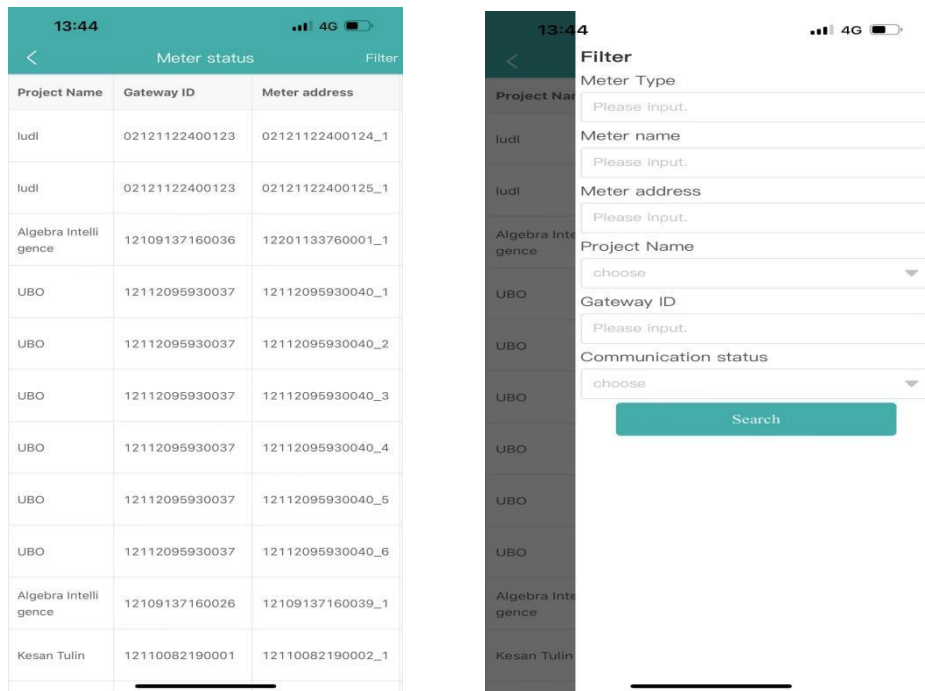 13:44 4G
Meter status Filter
Project Name Gateway ID Meter address
ludl 02121122400123 02121122400124_1
ludl 02121122400123 02121122400125_1
Algebra Intelli
gence 12109137160036 12201133760001_1
UBO 12112095930037 12112095930040_1
UBO 12112095930037 12112095930040_2
UBO 12112095930037 12112095930040_3
UBO 12112095930037 12112095930040_4
UBO 12112095930037 12112095930040_5
UBO 12112095930037 12112095930040_6
Algebra Intelli
gence 12109137160026 12109137160039_1
Kesan Tulin 12110082190001 12110082190002_1
13:44 4G
Project Nar
ludl
ludl
Algebra Inte
gence
UBO
UBO
UBO
UBO
UBO
UBO
Algebra Inte
gence
Kesan Tulin
Filter
Meter Type
Please input.
Meter name
Please input.
Meter address
Please input.
Project Name
choose
Gateway ID
Please input.
Communication status
choose
Search